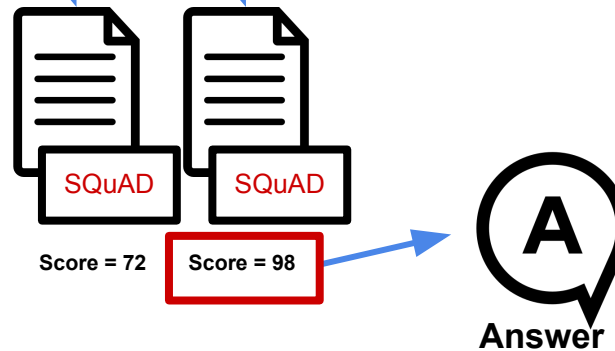 SQuAD
SQuAD
Score = 72
Score = 98
A
Answer